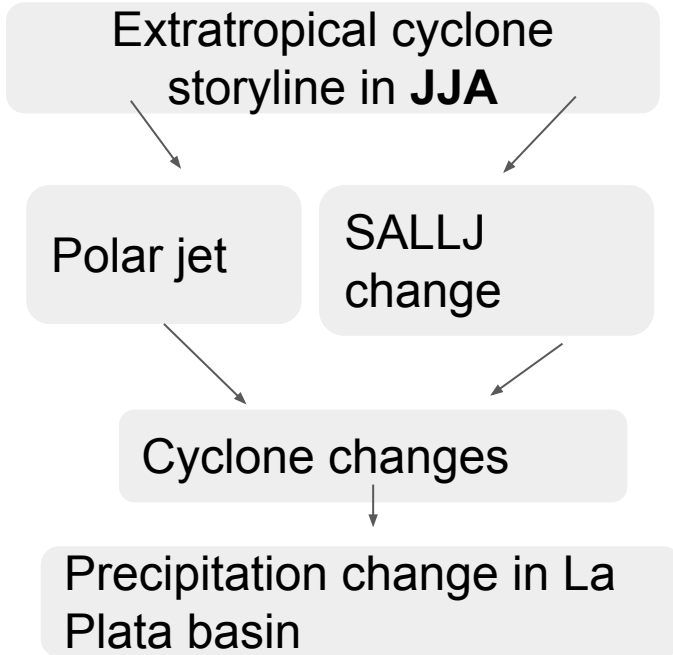 Extratropical cyclone
storyline in JJA
Polar jet
SALLJ
change
Cyclone changes
Precipitation change in La
Plata basin